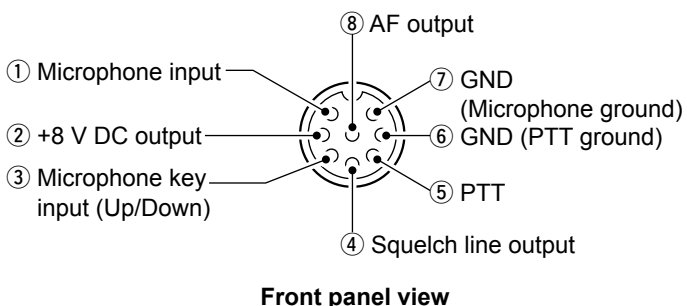 ⑧ AF output
① Microphone input
⑦ GND
(Microphone ground)
② +8 V DC output
⑥ GND (PTT ground)
③ Microphone key
input (Up/Down)
⑤ PTT
④ Squelch line output
Front panel view